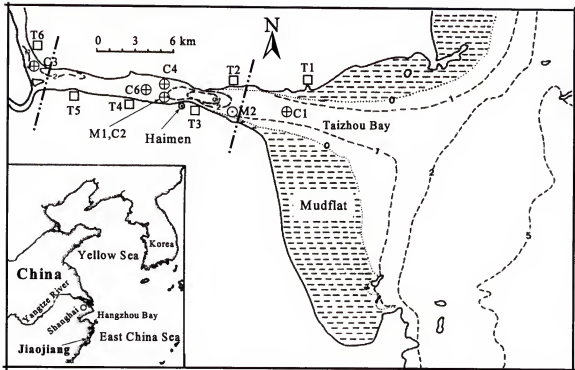 T6
C3
0 3 6 km
N
C4
C6
T5
T4
M1,C2
Haimen
T3
T2
M2
T1
C1
0
1
Taizhou Bay
0
1
2
5
Mudflat
Korea
Yellow Sea
China
Yangtze River
Shanghai
Hangzhou Bay
East China Sea
Jiaojiang